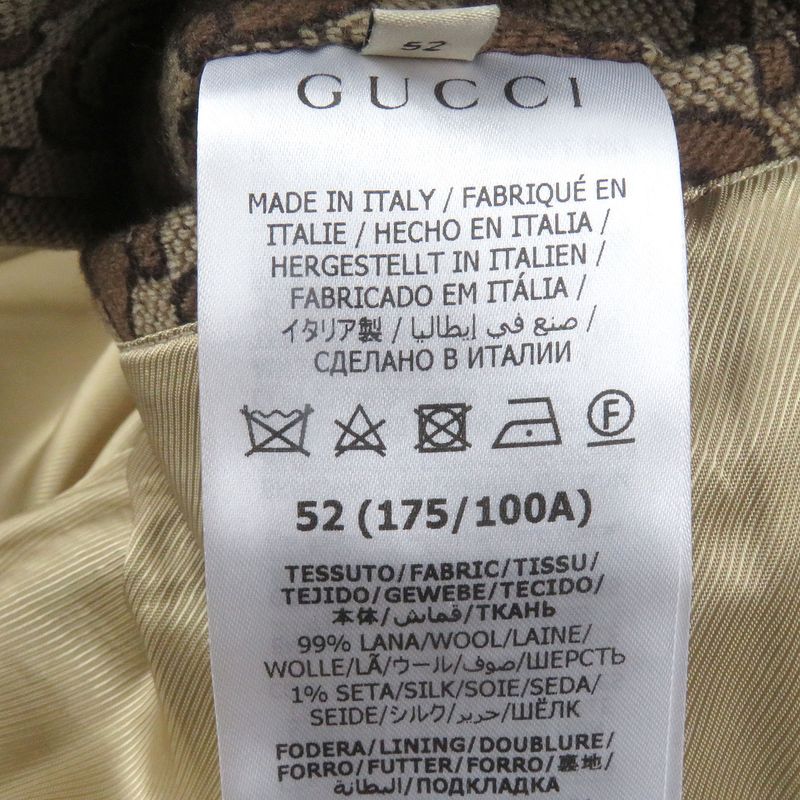 52
GUCCI
MADE IN ITALY / FABRIQUÉ EN
ITALIE / HECHO EN ITALIA /
HERGESTELLT IN ITALIEN /
FABRICADO EM ITÁLIA /
イタリア製 / صنع في إيطاليا /
СДЕЛАНО В ИТАЛИИ
F
52 (175/100A)
TESSUTO/FABRIC/TISSU/
TEJIDO/GEWEBE/TECIDO/
本体/قماش/ТКАНЬ
99% LANA/WOOL/LAINE/
WOLLE/LÃ/ウール/صوف/ШЕРСТЬ
1% SETA/SILK/SOIE/SEDA/
SEIDE/シルク/حرير/ШЁЛК
FODERA/LINING/DOUBLURE/
FORRO/FUTTER/FORRO/裏地/
البطانة/ПОДКЛАДКА